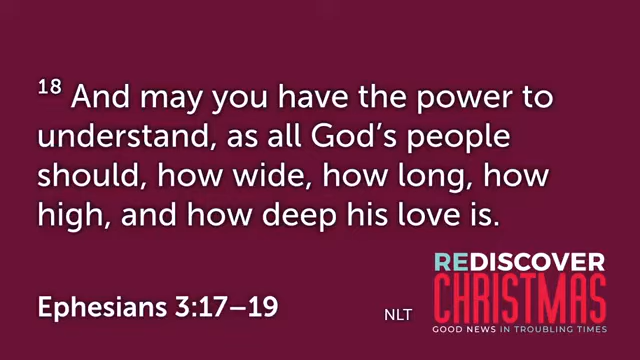 18 And may you have the power to
understand, as all God’s people
should, how wide, how long, how
high, and how deep his love is.
Ephesians 3:17–19
NLT
REDISCOVER
CHRISTMAS
GOOD NEWS IN TROUBLING TIMES